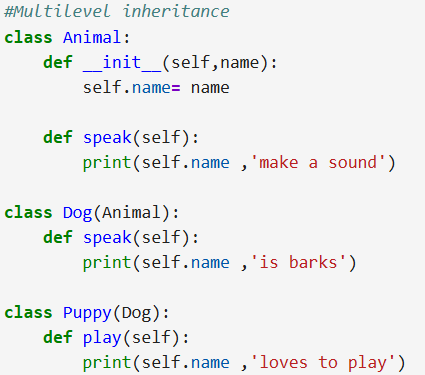 #Multilevel inheritance
class Animal:
    def __init__(self,name):
        self.name= name

    def speak(self):
        print(self.name ,'make a sound')

class Dog(Animal):
    def speak(self):
        print(self.name ,'is barks')

class Puppy(Dog):
    def play(self):
        print(self.name ,'loves to play')